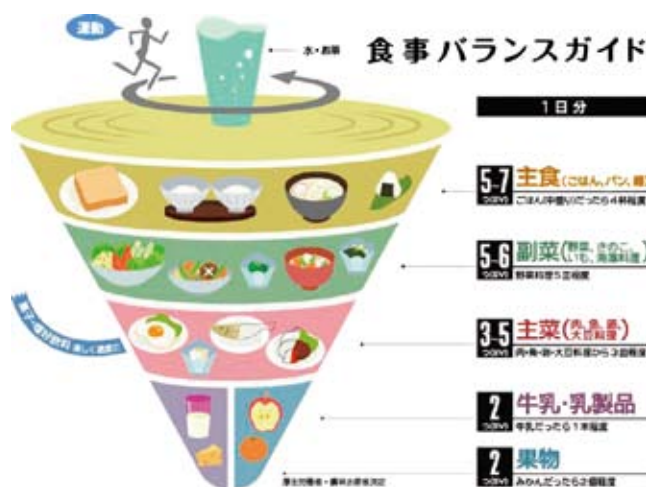 運動
水・お茶
食事バランスガイド
1日分
5-7 つ(SV) 主食(ごはん、パン、麺)
ごはん(中盛り)だったら4杯程度
5-6 つ(SV) 副菜(野菜、きのこ、いも、海藻料理)
野菜料理5皿程度
3-5 つ(SV) 主菜(肉、魚、卵、大豆料理)
肉・魚・卵・大豆料理から3皿程度
菓子・嗜好飲料 楽しく適度に
2 つ(SV) 牛乳・乳製品
牛乳だったら1本程度
2 つ(SV) 果物
みかんだったら2個程度
厚生労働省・農林水産省決定